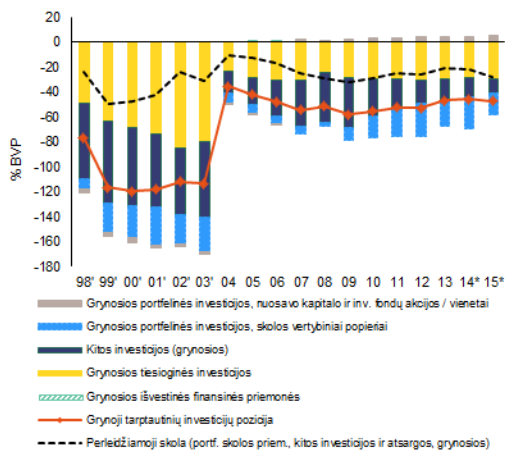 20
0
-20
-40
-60
-80
-100
-120
-140
-160
-180
% BVP
98' 99' 00' 01' 02' 03' 04 05 06 07 08 09 10 11 12 13 14* 15*
Grynosios portfelinės investicijos, nuosavo kapitalo ir inv. fondų akcijos / vienetai
Grynosios portfelinės investicijos, skolos vertybiniai popieriai
Kitos investicijos (grynosios)
Grynosios tiesioginės investicijos
Grynosios išvestinės finansinės priemonės
Grynoji tarptautinių investicijų pozicija
Perleidžiamoji skola (portf. skolos priem., kitos investicijos ir atsargos, grynosios)